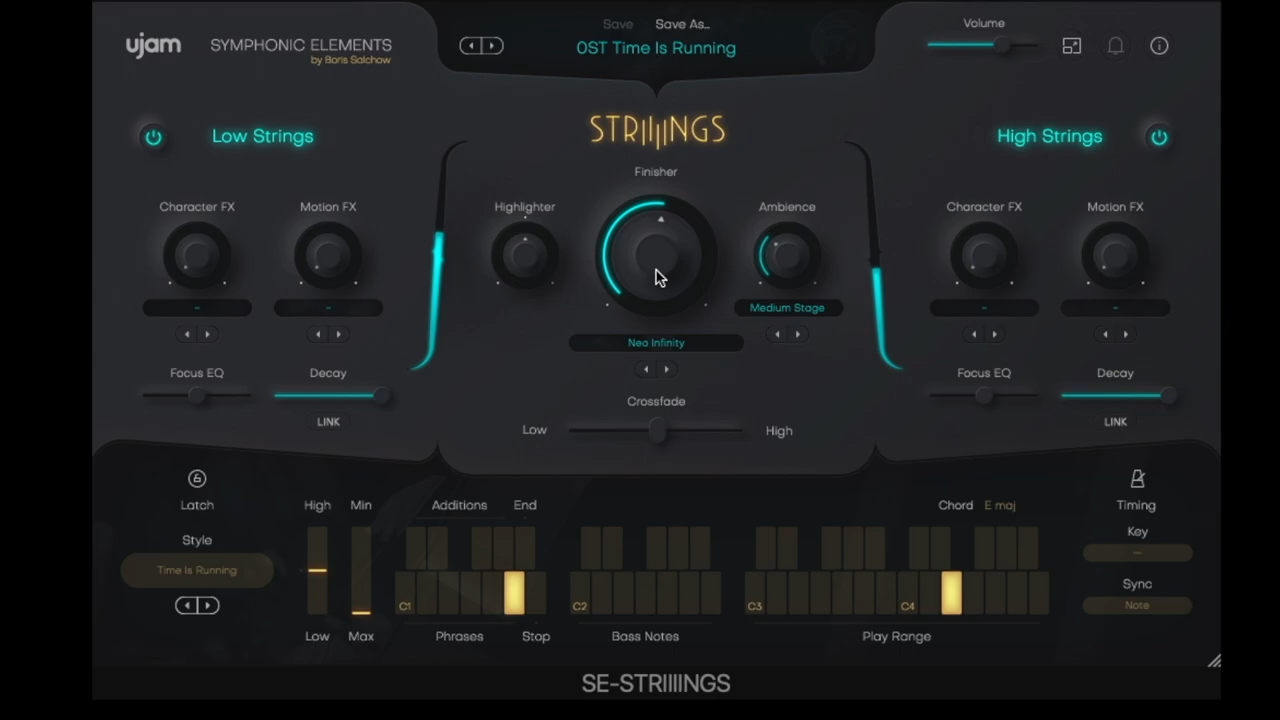 ujam
SYMPHONIC ELEMENTS
by Boris Salchow
Save Save As...
OST Time Is Running
Volume
Low Strings
STRIIIINGS
High Strings
Finisher
Character FX
Motion FX
Highlighter
Ambience
Character FX
Motion FX
-
-
Medium Stage
-
-
Neo Infinity
Focus EQ
Decay
Crossfade
Focus EQ
Decay
LINK
Low
High
LINK
Latch
High
Min
Additions
End
Chord E maj
Timing
Style
Key
Time Is Running
–
Sync
C1
C2
C3
C4
Note
Low
Max
Phrases
Stop
Bass Notes
Play Range
SE-STRIIIINGS